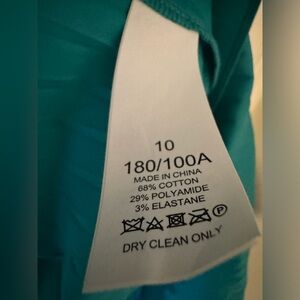 10
180/100A
MADE IN CHINA
68% COTTON
29% POLYAMIDE
3% ELASTANE
P
DRY CLEAN ONLY